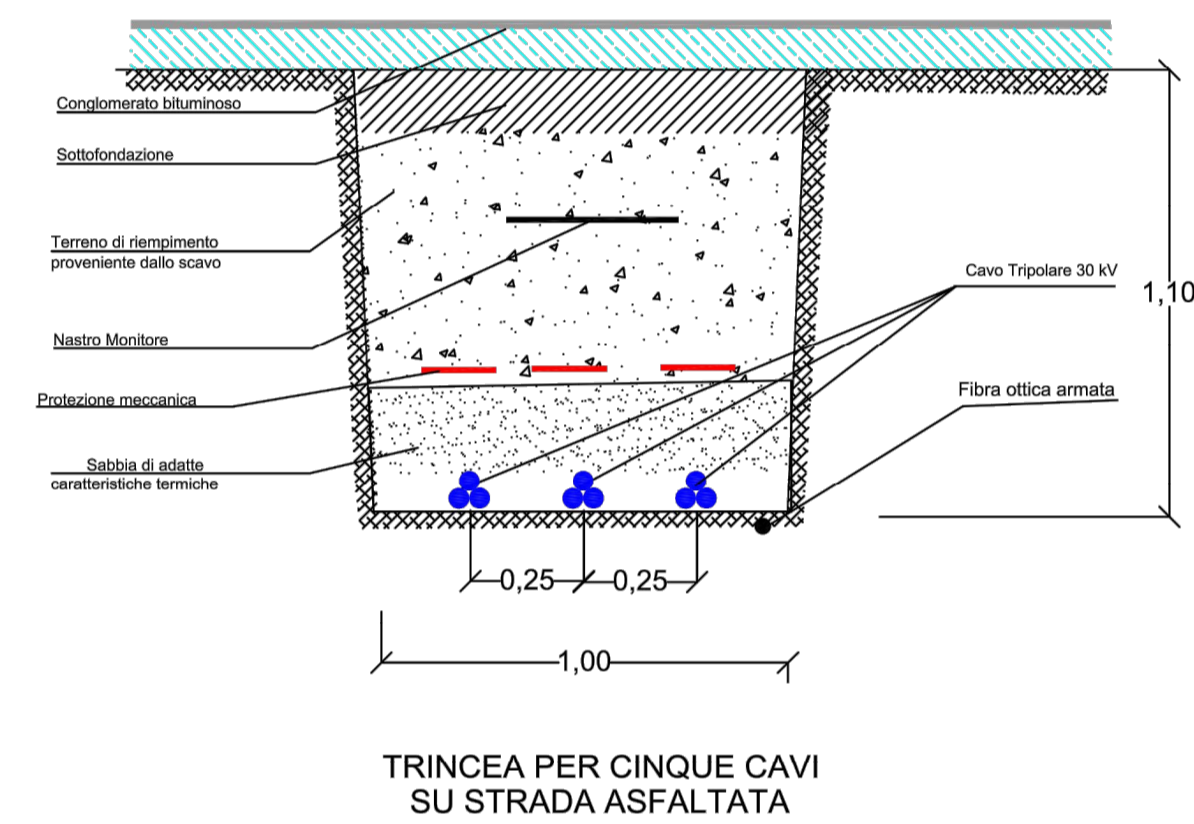 Conglomerato bituminoso
Sottofondazione
Terreno di riempimento
proveniente dallo scavo
Nastro Monitore
Protezione meccanica
Sabbia di adatte
caratteristiche termiche
Cavo Tripolare 30 kV
1,10
Fibra ottica armata
0,25
0,25
1,00
TRINCEA PER CINQUE CAVI
SU STRADA ASFALTATA